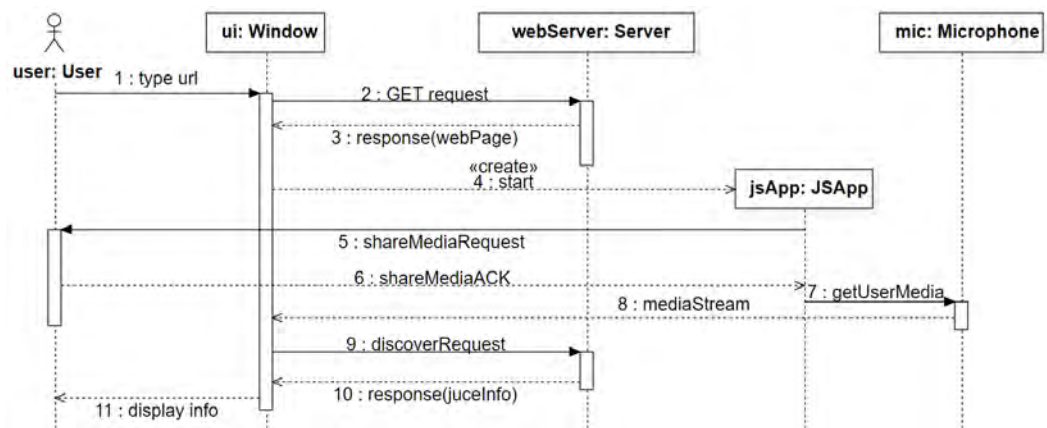 ui: Window
webServer: Server
mic: Microphone
user: User
1 : type url
2 : GET request
3 : response(webPage)
«create»
4 : start
jsApp: JSApp
5 : shareMediaRequest
6 : shareMediaACK
7 : getUserMedia
8 : mediaStream
9 : discoverRequest
10 : response(juceInfo)
11 : display info